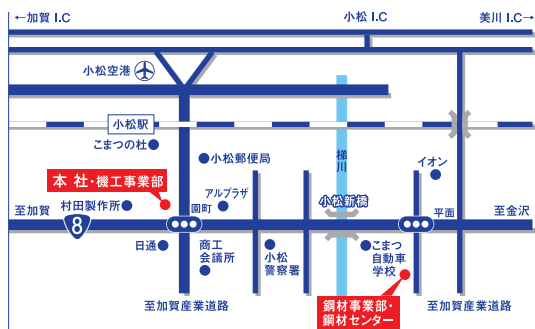 ←加賀 I.C
小松 I.C
美川 I.C→
小松空港
小松駅
こまつの杜
小松郵便局
梯川
イオン
本社・機工事業部
アルプラザ
村田製作所
園町
小松新橋
平面
至加賀
8
至金沢
日通
商工
会議所
小松
警察署
こまつ
自動車
学校
鋼材事業部・
鋼材センター
至加賀産業道路
至加賀産業道路